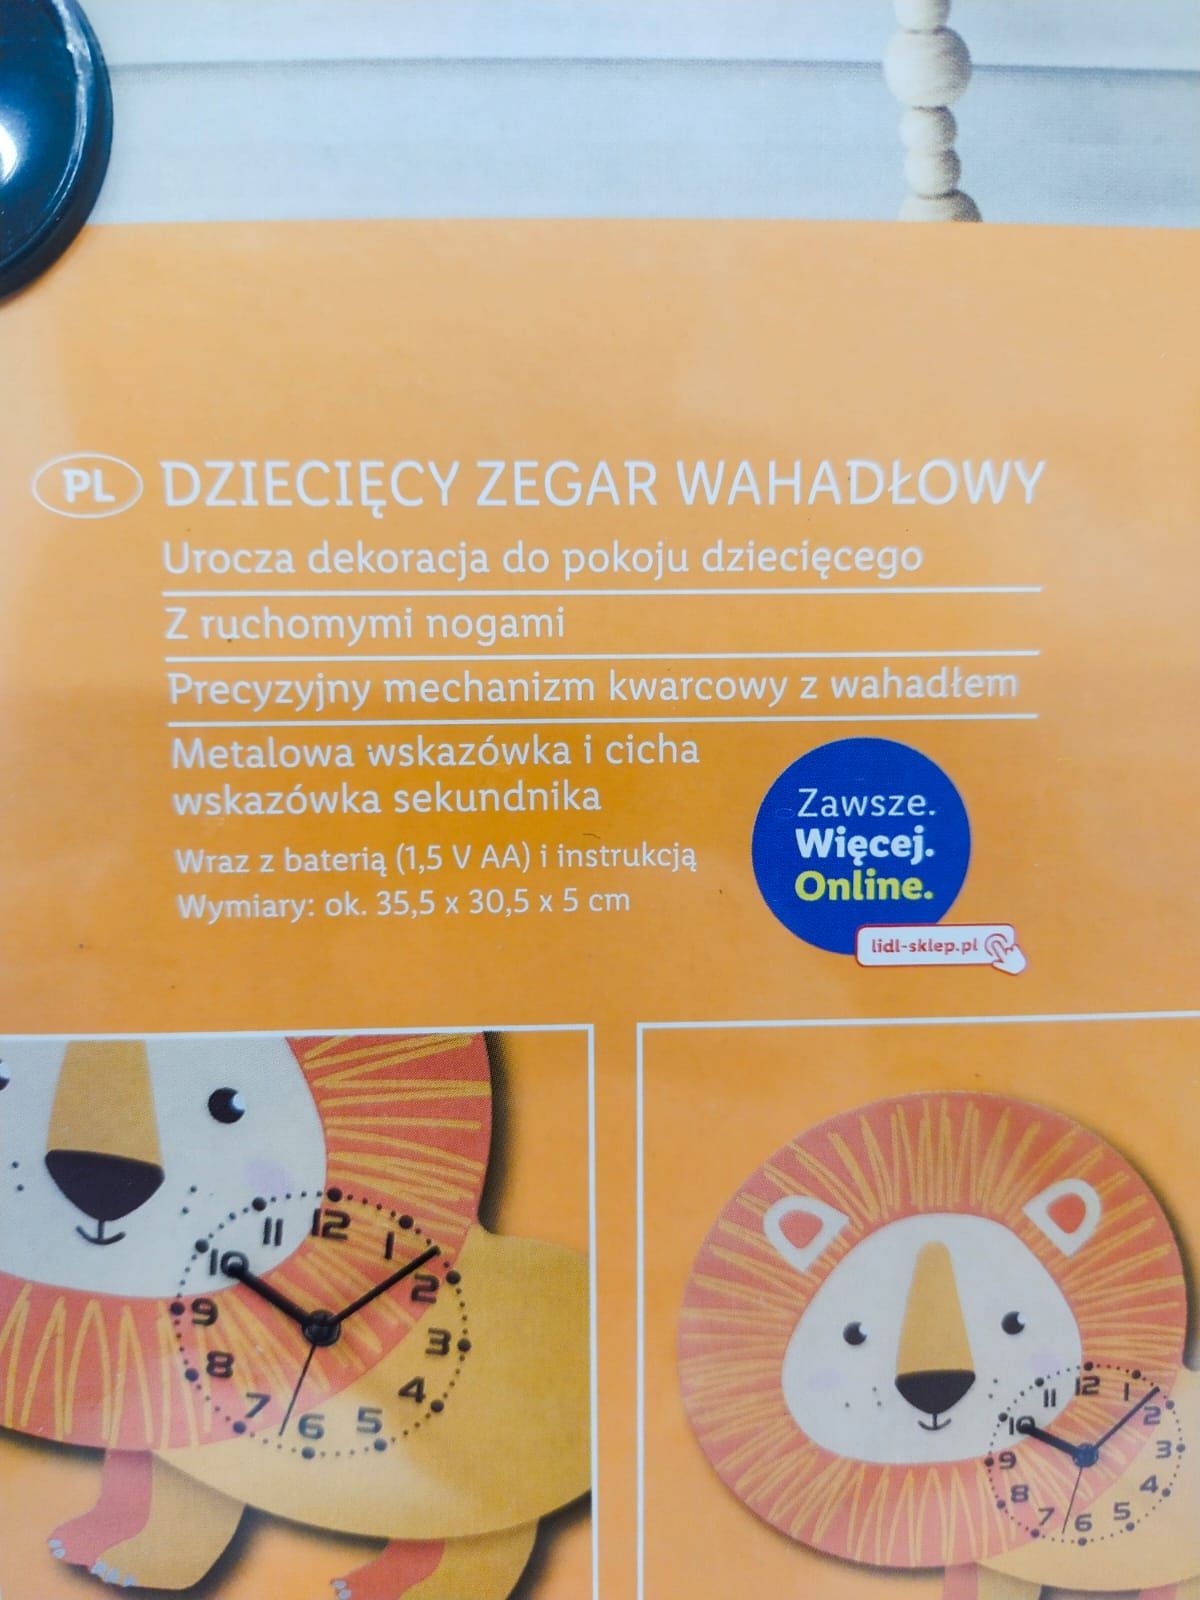 PL DZIECIĘCY ZEGAR WAHADŁOWY
Urocza dekoracja do pokoju dziecięcego
Z ruchomymi nogami
Precyzyjny mechanizm kwarcowy z wahadłem
Metalowa wskazówka i cicha
wskazówka sekundnika
Wraz z baterią (1,5 V AA) i instrukcją
Wymiary: ok. 35,5 x 30,5 x 5 cm
Zawsze.
Więcej.
Online.
lidl-sklep.pl
12
1
2
3
4
5
6
7
8
9
10
11
12
1
2
3
4
5
6
7
8
9
10
11